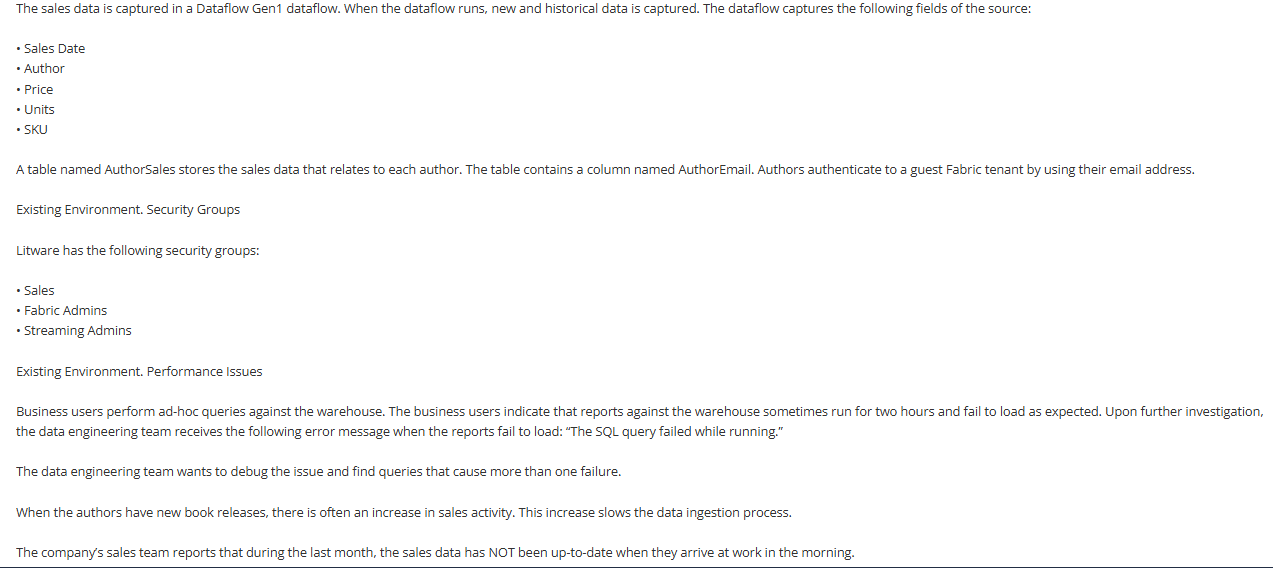 The sales data is captured in a Dataflow Gen1 dataflow. When the dataflow runs, new and historical data is captured. The dataflow captures the following fields of the source:
• Sales Date
• Author
• Price
• Units
• SKU
A table named AuthorSales stores the sales data that relates to each author. The table contains a column named AuthorEmail. Authors authenticate to a guest Fabric tenant by using their email address.
Existing Environment. Security Groups
Litware has the following security groups:
• Sales
• Fabric Admins
• Streaming Admins
Existing Environment. Performance Issues
Business users perform ad-hoc queries against the warehouse. The business users indicate that reports against the warehouse sometimes run for two hours and fail to load as expected. Upon further investigation,
the data engineering team receives the following error message when the reports fail to load: “The SQL query failed while running.”
The data engineering team wants to debug the issue and find queries that cause more than one failure.
When the authors have new book releases, there is often an increase in sales activity. This increase slows the data ingestion process.
The company’s sales team reports that during the last month, the sales data has NOT been up-to-date when they arrive at work in the morning.